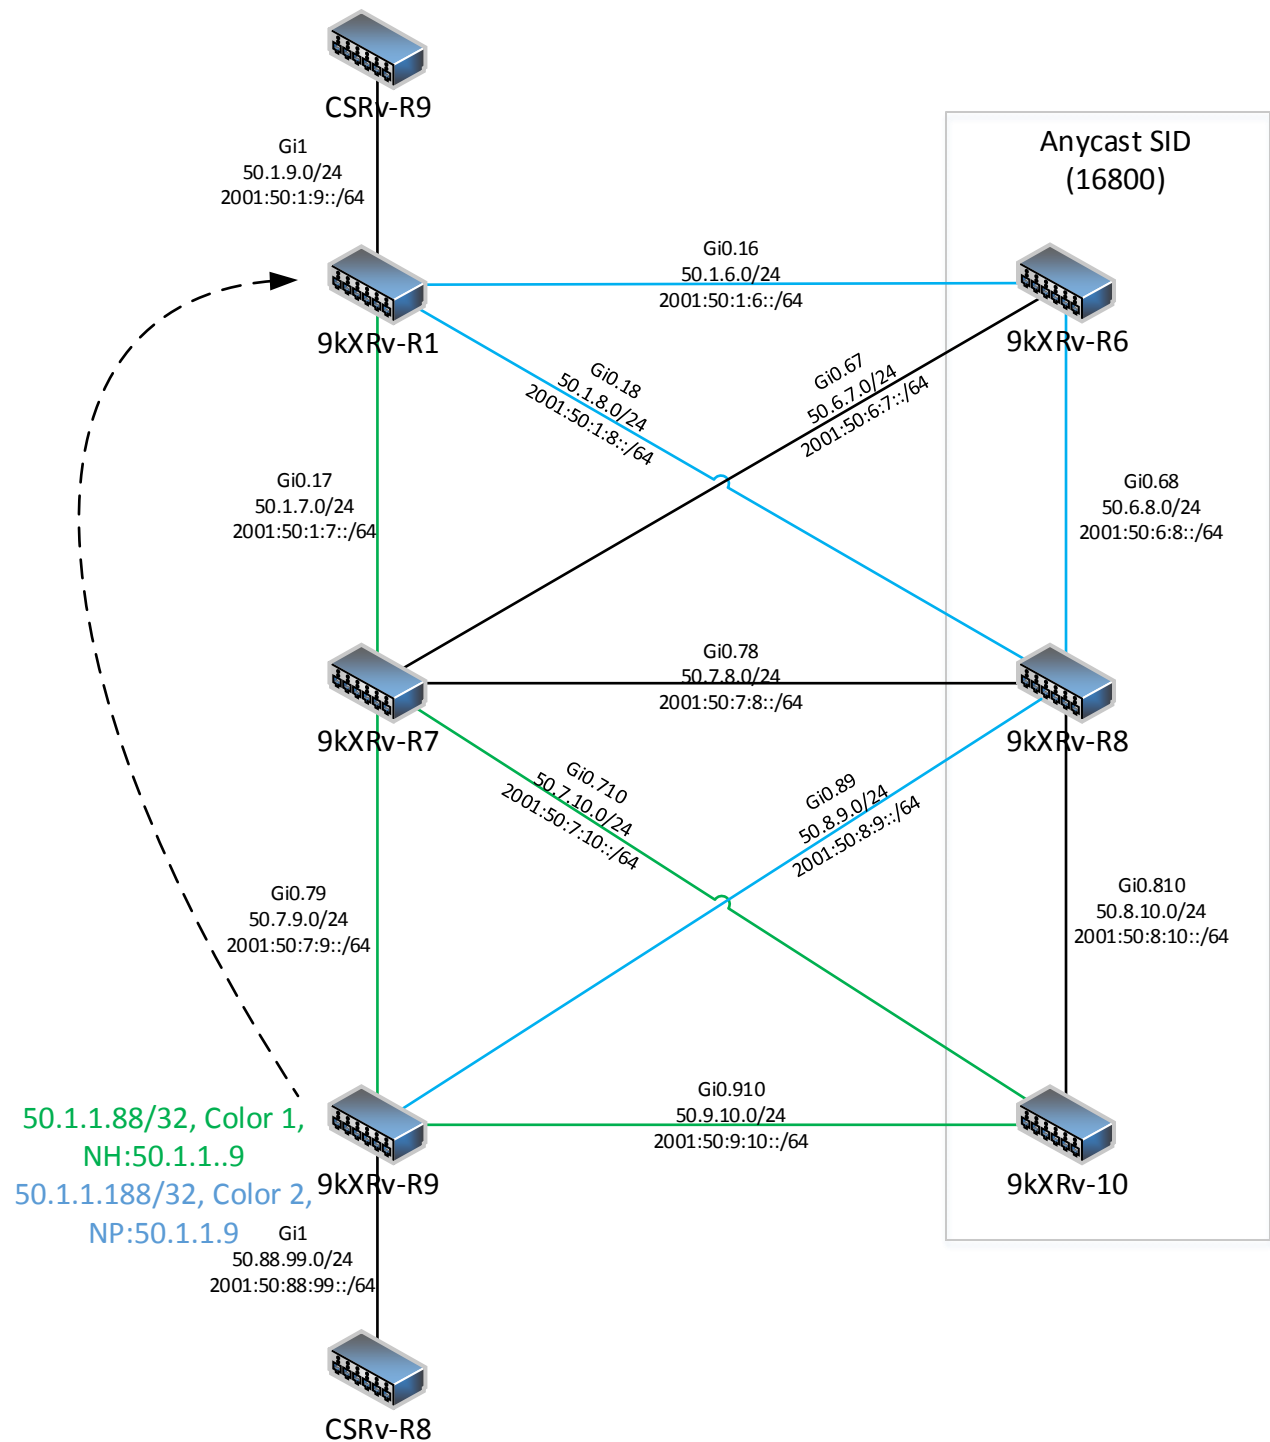 CSRv-R9
Gi1
50.1.9.0/24
2001:50:1:9::/64
Anycast SID
(16800)
Gi0.16
50.1.6.0/24
2001:50:1:6::/64
9kXRv-R1
9kXRv-R6
Gi0.18
50.1.8.0/24
2001:50:1:8::/64
Gi0.67
50.6.7.0/24
2001:50:6:7::/64
Gi0.17
50.1.7.0/24
2001:50:1:7::/64
Gi0.68
50.6.8.0/24
2001:50:6:8::/64
Gi0.78
50.7.8.0/24
2001:50:7:8::/64
9kXRv-R7
9kXRv-R8
Gi0.710
50.7.10.0/24
2001:50:7:10::/64
Gi0.89
50.8.9.0/24
2001:50:8:9::/64
Gi0.79
50.7.9.0/24
2001:50:7:9::/64
Gi0.810
50.8.10.0/24
2001:50:8:10::/64
Gi0.910
50.9.10.0/24
2001:50:9:10::/64
50.1.1.88/32, Color 1,
NH:50.1.1..9
50.1.1.188/32, Color 2,
NP:50.1.1.9
9kXRv-R9
9kXRv-10
Gi1
50.88.99.0/24
2001:50:88:99::/64
CSRv-R8